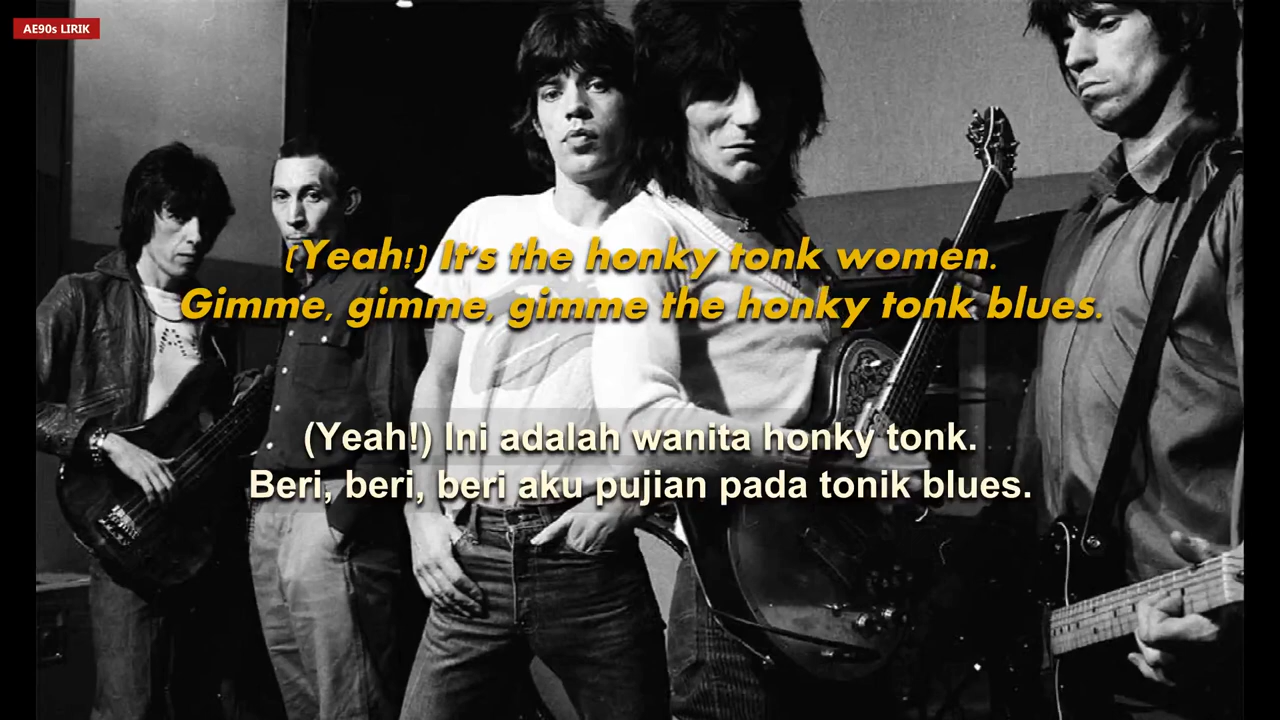 AE90s LIRIK
(Yeah!) It's the honky tonk women.
Gimme, gimme, gimme the honky tonk blues.
(Yeah!) Ini adalah wanita honky tonk.
Beri, beri, beri aku pujian pada tonik blues.